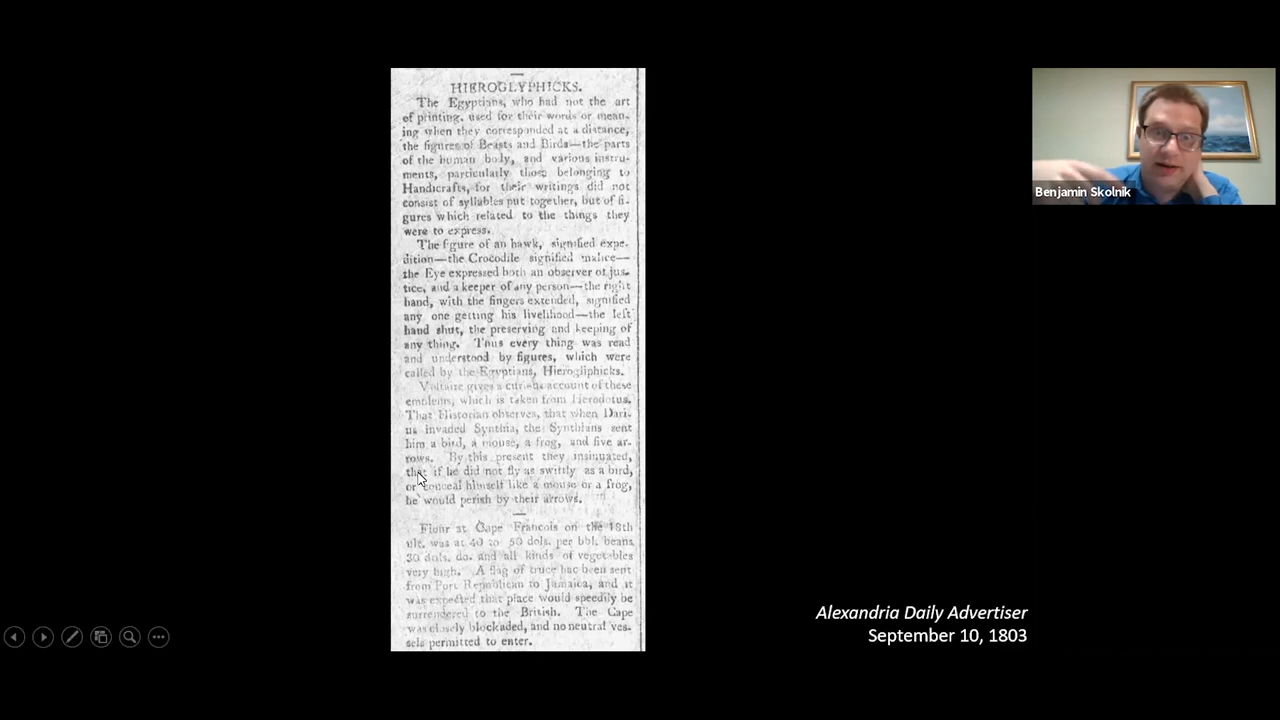 HIEROGLYPHICKS.
The Egyptians, who had not the art
of printing, used for their words or mean-
ing when they corresponded at a distance,
the figures of Beasts and Birds—the parts
of the human body, and various instru-
ments, particularly those belonging to
Handicrafts, for their writings did not
consist of syllables put together, but of fi-
gures which related to the things they
were to express.
The figure of an hawk, signified expe-
dition—the Crocodile signified malice—
the Eye expressed both an observer of jus-
tice, and a keeper of any person—the right
hand, with the fingers extended, signified
any one getting his livelihood—the left
hand shut, the preserving and keeping of
any thing. Thus every thing was read
and understood by figures, which were
called by the Egyptians, Hierogliphicks.
Voltaire gives a curious account of these
emblems, which is taken from Herodotus.
That Historian observes, that when Dari-
us invaded Synthia, the Synthians sent
him a bird, a mouse, a frog, and five ar-
rows. By this present they insinuated,
that if he did not fly as swiftly as a bird,
or conceal himself like a mouse or a frog,
he would perish by their arrows.
Flour at Cape Francois on the 18th
ult. was at 40 to 50 dols. per bbl. beans
30 dols. do. and all kinds of vegetables
very high. A flag of truce had been sent
from Port Republican to Jamaica, and it
was expected that place would speedily be
surrendered to the British. The Cape
was closely blockaded, and no neutral ves-
sels permitted to enter.
Benjamin Skolnik
Alexandria Daily Advertiser
September 10, 1803